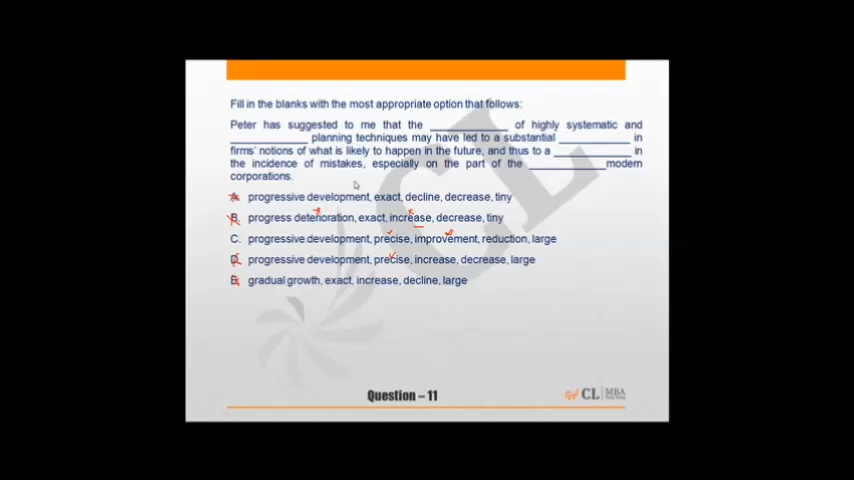 Fill in the blanks with the most appropriate option that follows:
Peter has suggested to me that the ____________ of highly systematic and
____________ planning techniques may have led to a substantial ____________ in
firms' notions of what is likely to happen in the future, and thus to a ____________ in
the incidence of mistakes, especially on the part of the ____________modern
corporations.
A. progressive development, exact, decline, decrease, tiny
B. progress deterioration, exact, increase, decrease, tiny
C. progressive development, precise, improvement, reduction, large
D. progressive development, precise, increase, decrease, large
E. gradual growth, exact, increase, decline, large
CL
Question – 11
CL MBA